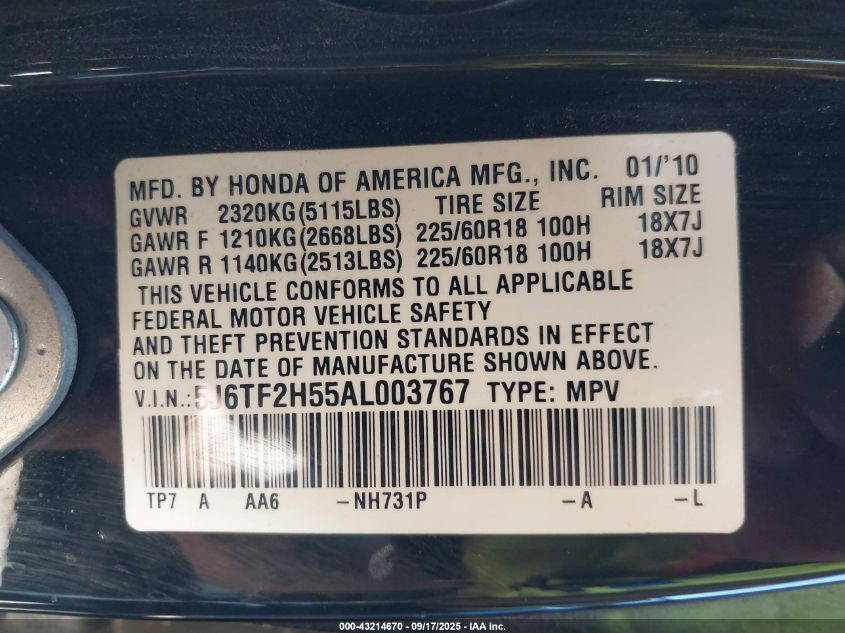 MFD. BY HONDA OF AMERICA MFG., INC. 01/'10
GVWR 2320KG(5115LBS) TIRE SIZE RIM SIZE
GAWR F 1210KG(2668LBS) 225/60R18 100H 18X7J
GAWR R 1140KG(2513LBS) 225/60R18 100H 18X7J
THIS VEHICLE CONFORMS TO ALL APPLICABLE
FEDERAL MOTOR VEHICLE SAFETY
AND THEFT PREVENTION STANDARDS IN EFFECT
ON THE DATE OF MANUFACTURE SHOWN ABOVE.
V.I.N.: 5J6TF2H55AL003767 TYPE: MPV
TP7 A AA6 -NH731P -A -L
000-43214670 - 09/17/2025 - IAA Inc.